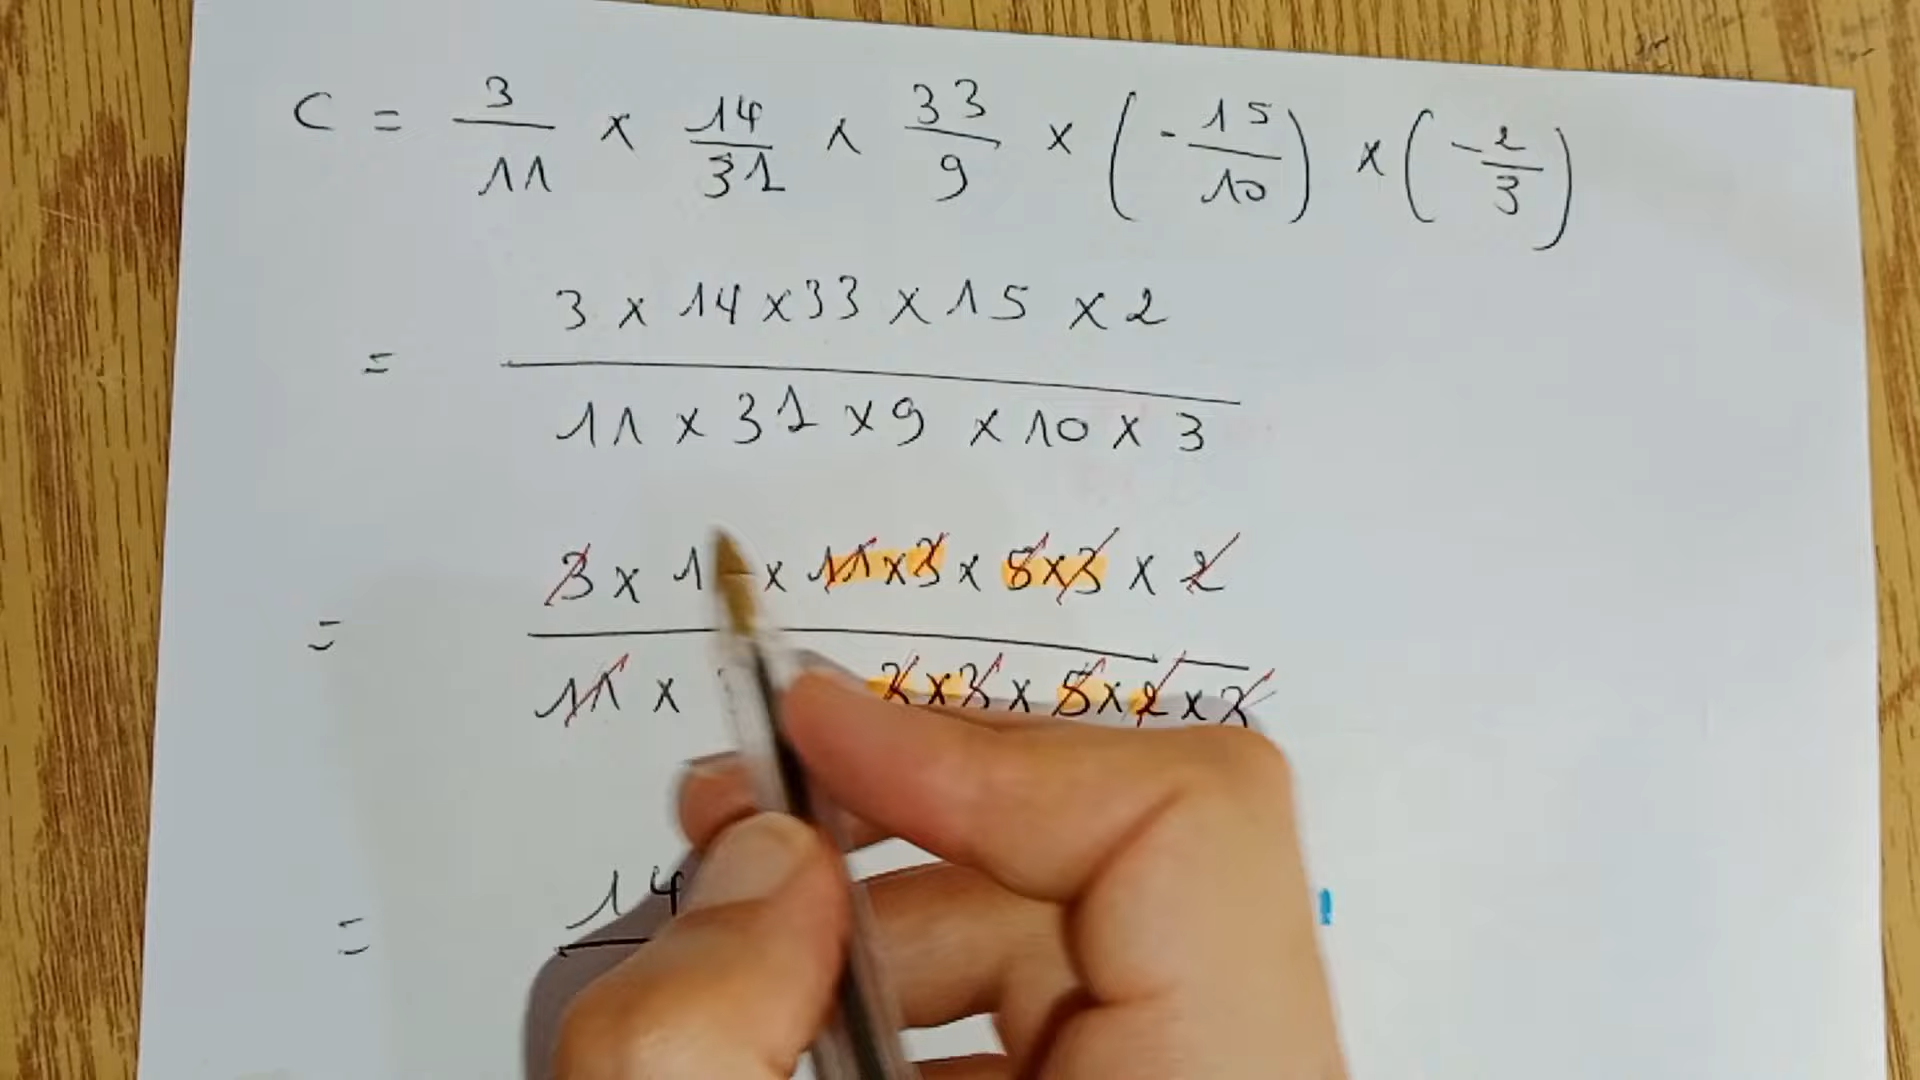 C = 3/11 × 14/31 × 33/9 × (-15/10) × (-2/3)
= 3 × 14 × 33 × 15 × 2
11 × 31 × 9 × 10 × 3
= 3 × 1 × 11 × 3 × 5 × 3 × 2
11 × 3 × 3 × 5 × 2 × 3
= 14